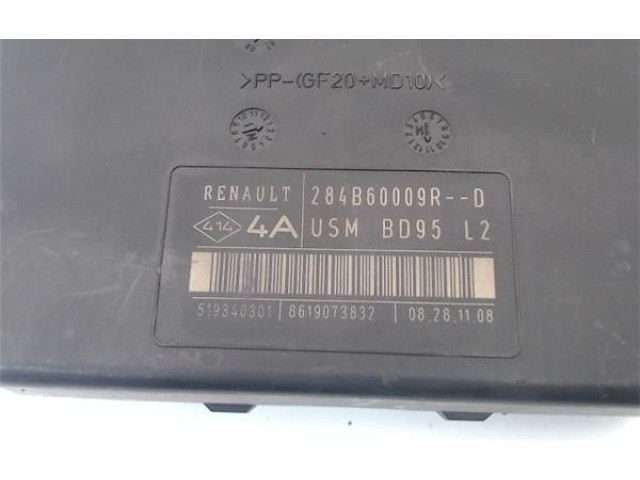 >PP-(GF20+MD10)<
RENAULT 284B60009R--D
414 4A USM BD95 L2
519340301 8619073832 08.28.11.08